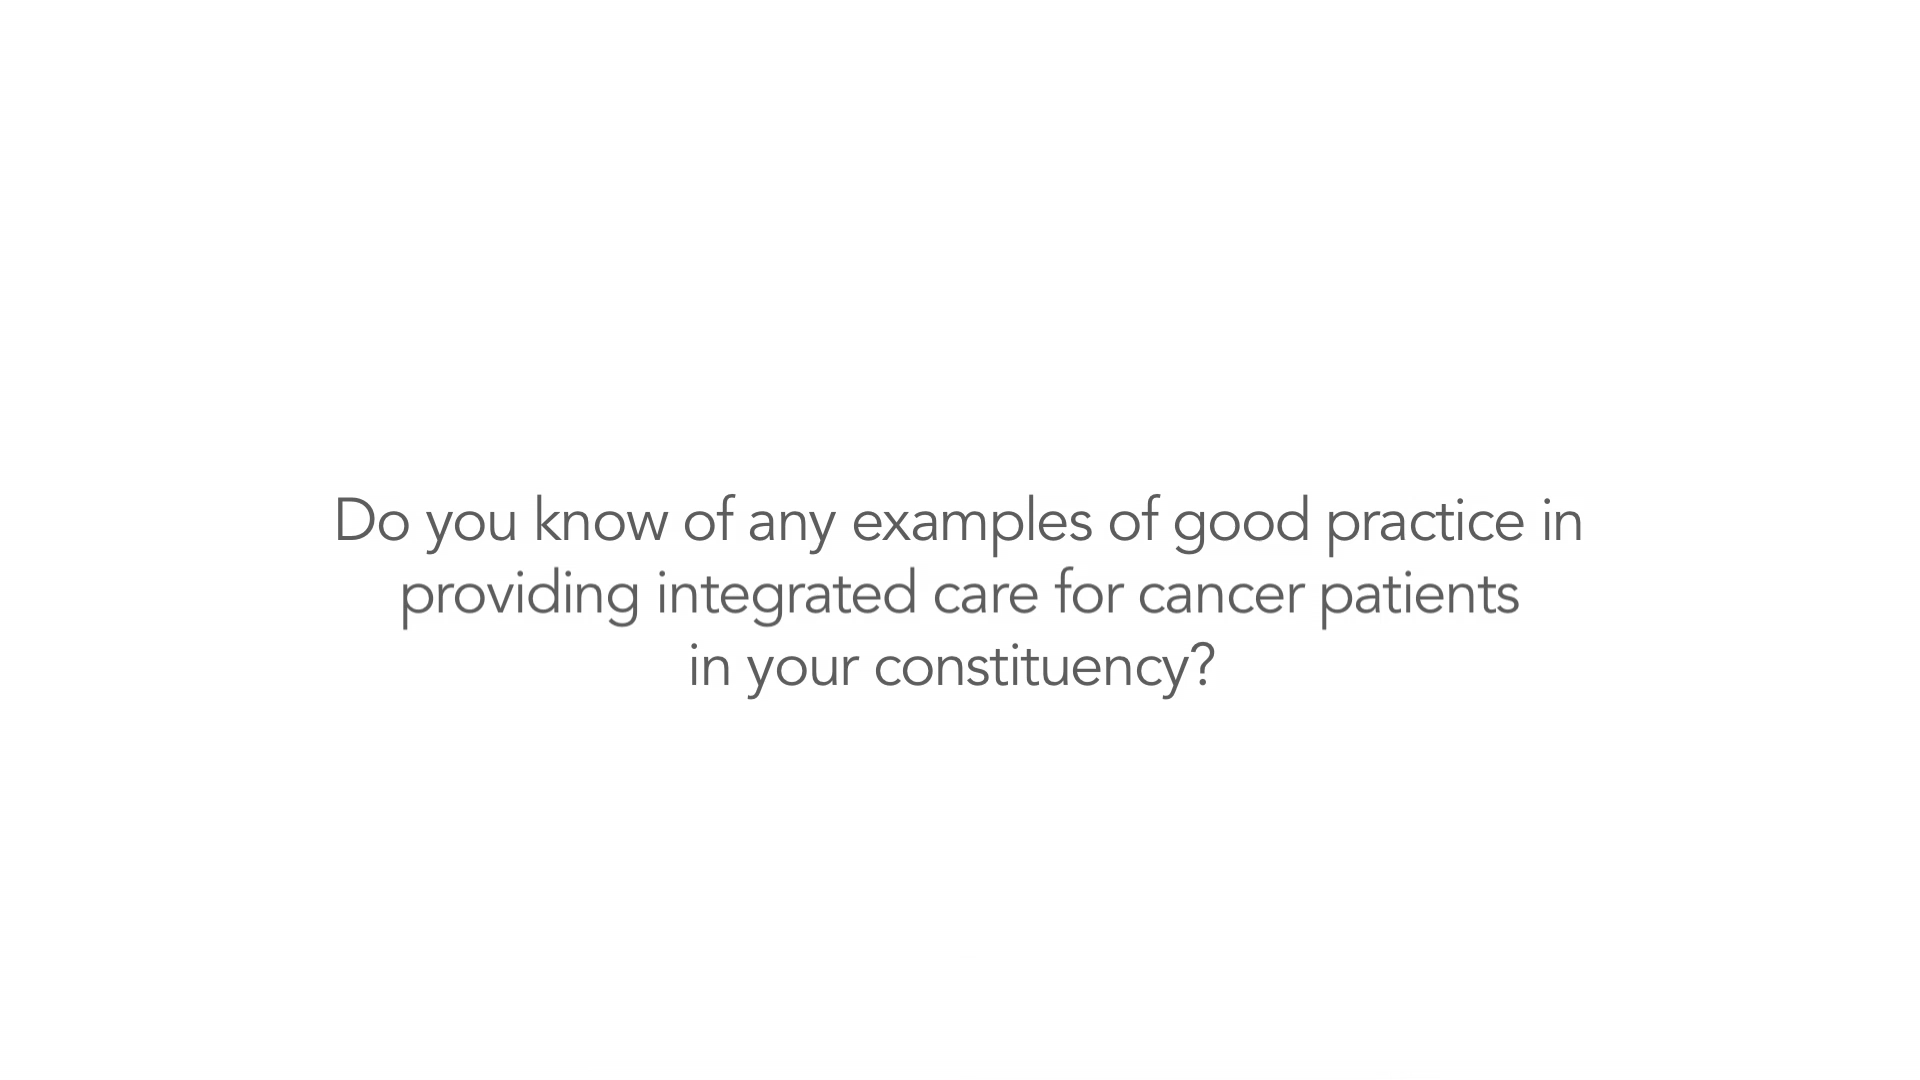 Do you know of any examples of good practice in
providing integrated care for cancer patients
in your constituency?